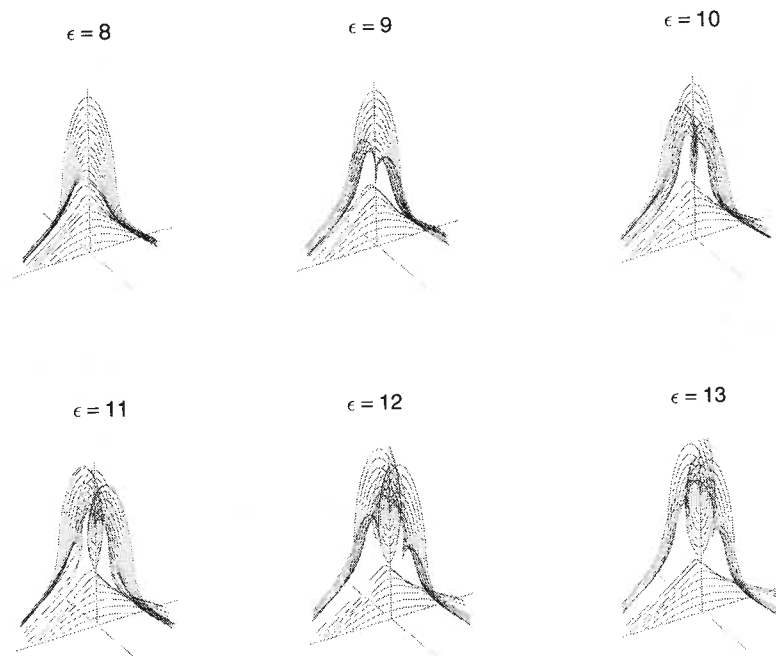 ϵ = 8
ϵ = 9
ϵ = 10
ϵ = 11
ϵ = 12
ϵ = 13